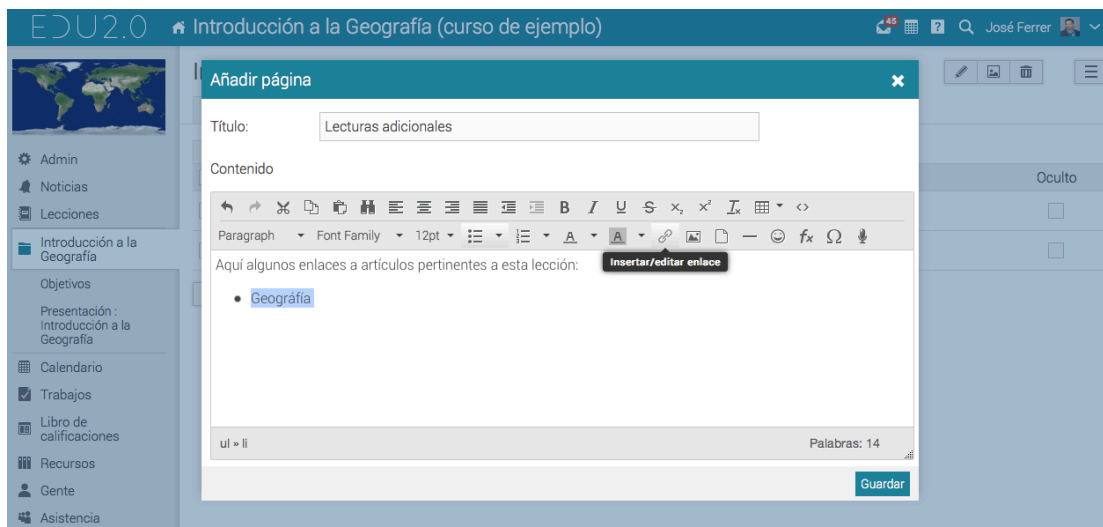 EDU2.0
Introducción a la Geografía (curso de ejemplo)
45
José Ferrer
Añadir página
Título:
Lecturas adicionales
Contenido
Paragraph
Font Family
12pt
Insertar/editar enlace
Aquí algunos enlaces a artículos pertinentes a esta lección:
Geográfía
ul » li
Palabras: 14
Guardar
Oculto
Admin
Noticias
Lecciones
Introducción a la
Geografía
Objetivos
Presentación :
Introducción a la
Geografía
Calendario
Trabajos
Libro de
calificaciones
Recursos
Gente
Asistencia